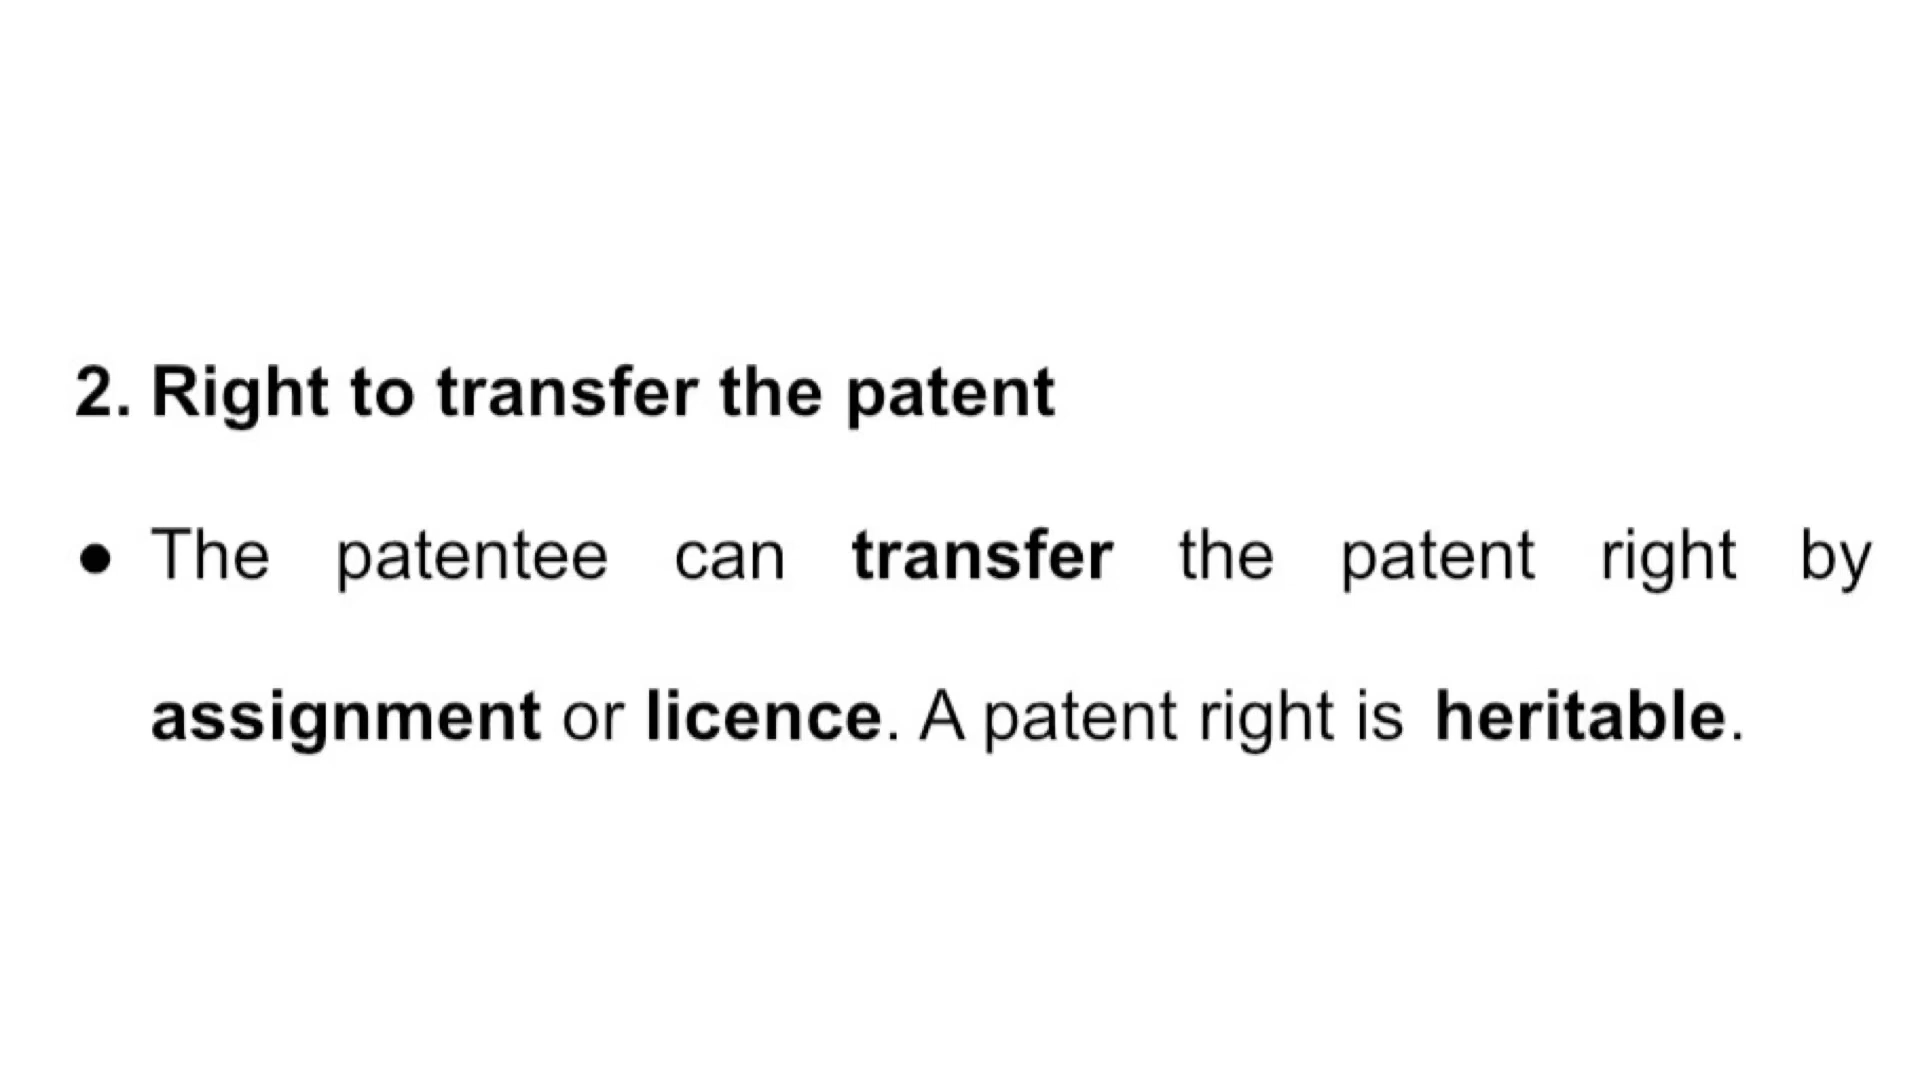 2. Right to transfer the patent
● The patentee can transfer the patent right by
assignment or licence. A patent right is heritable.